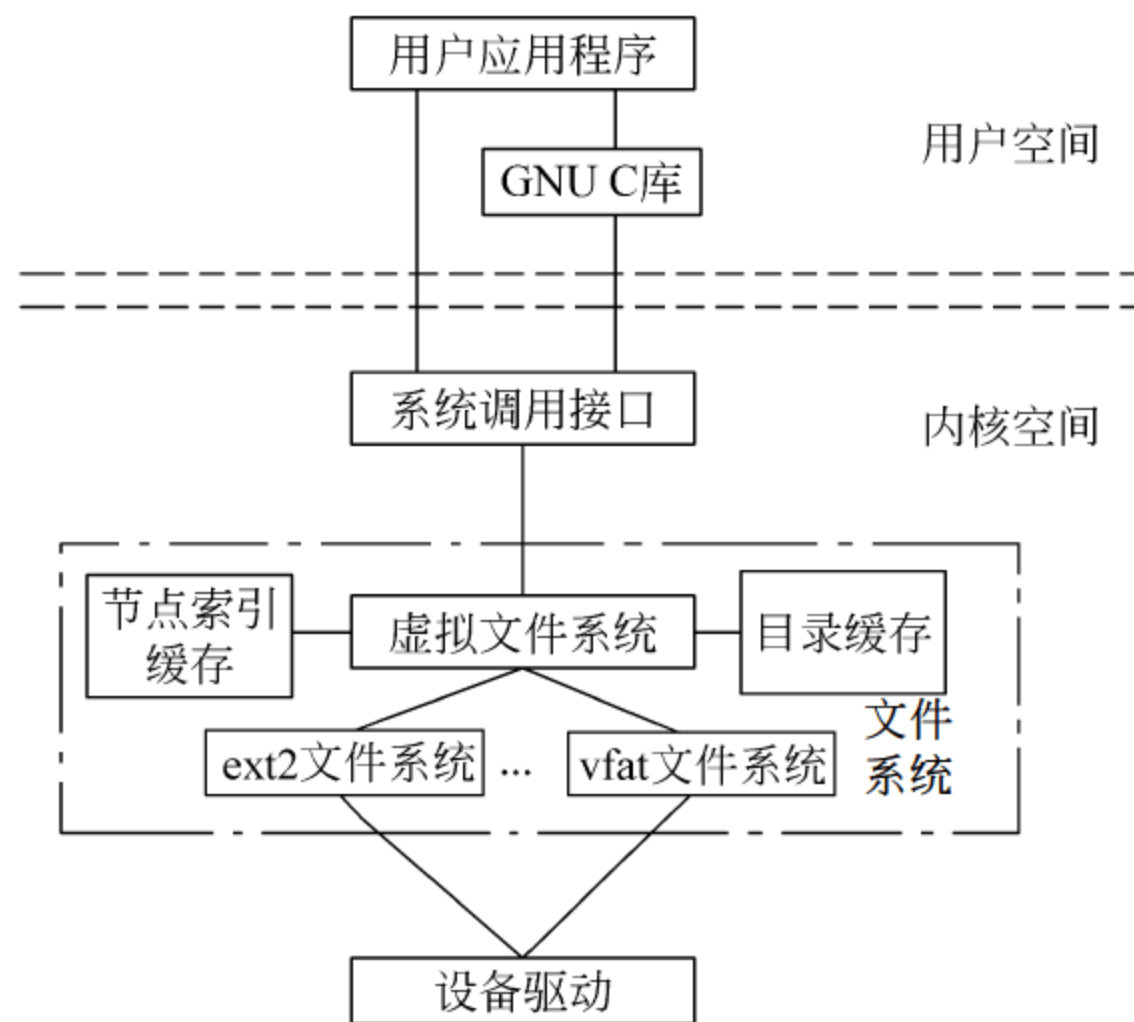 用户应用程序
用户空间
GNU C库
系统调用接口
内核空间
节点索引
缓存
虚拟文件系统
目录缓存
文件
系统
ext2文件系统
...
vfat文件系统
设备驱动